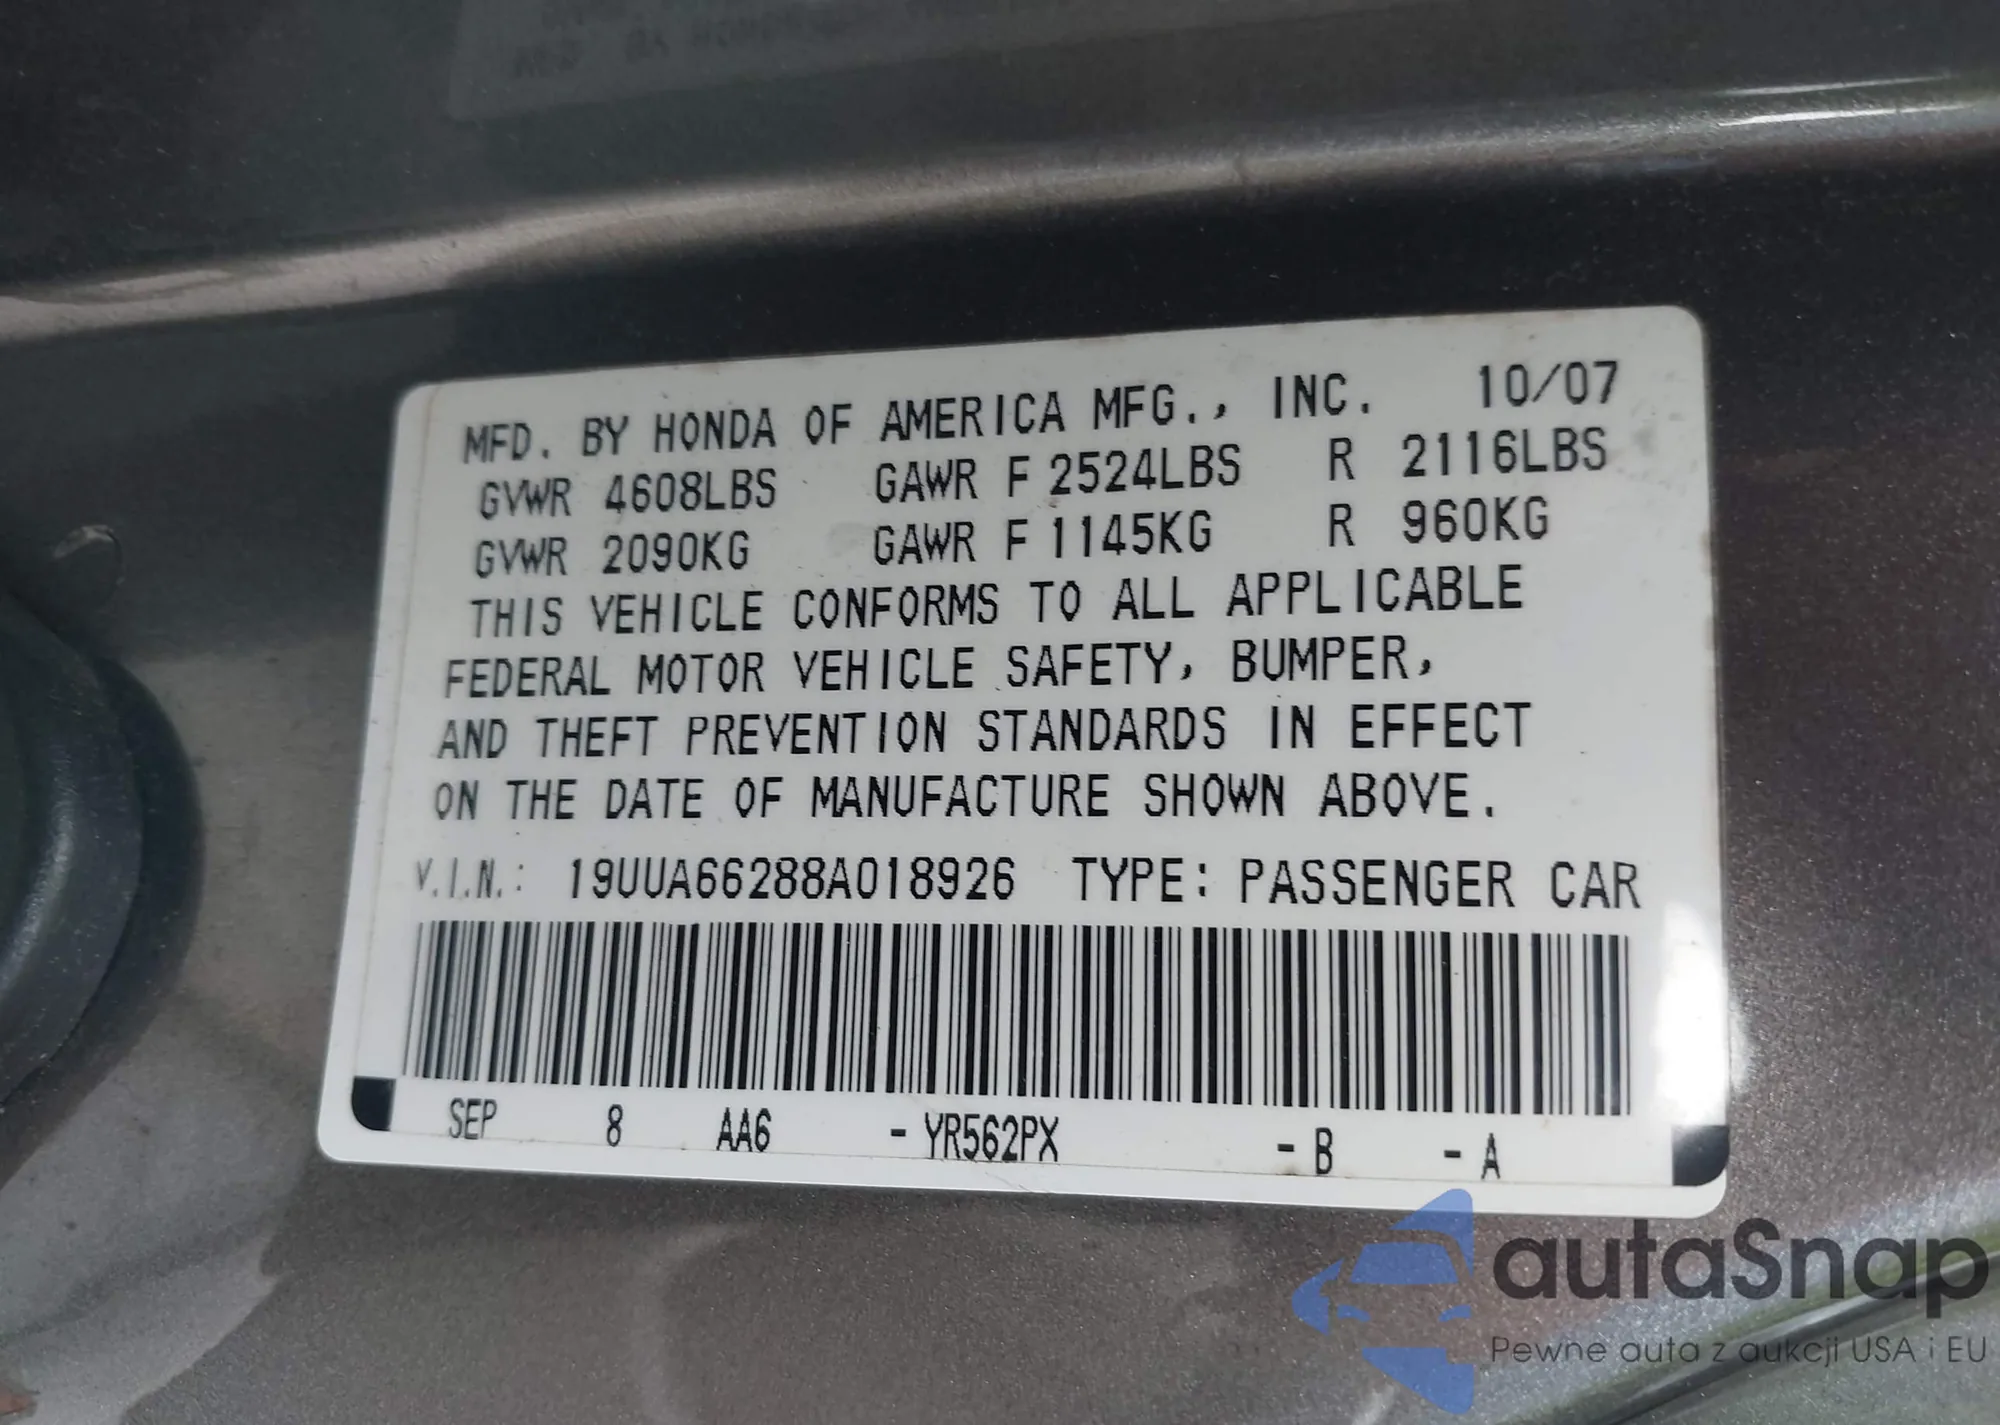 MFD. BY HONDA OF AMERICA MFG., INC. 10/07
GVWR 4608LBS GAWR F 2524LBS R 2116LBS
GVWR 2090KG GAWR F 1145KG R 960KG
THIS VEHICLE CONFORMS TO ALL APPLICABLE
FEDERAL MOTOR VEHICLE SAFETY, BUMPER,
AND THEFT PREVENTION STANDARDS IN EFFECT
ON THE DATE OF MANUFACTURE SHOWN ABOVE.
V.I.N.: 19UUA66288A018926 TYPE: PASSENGER CAR
SEP 8 AA6 - YR562PX - B - A
autaSnap
Pewne auta z aukcji USA i EU